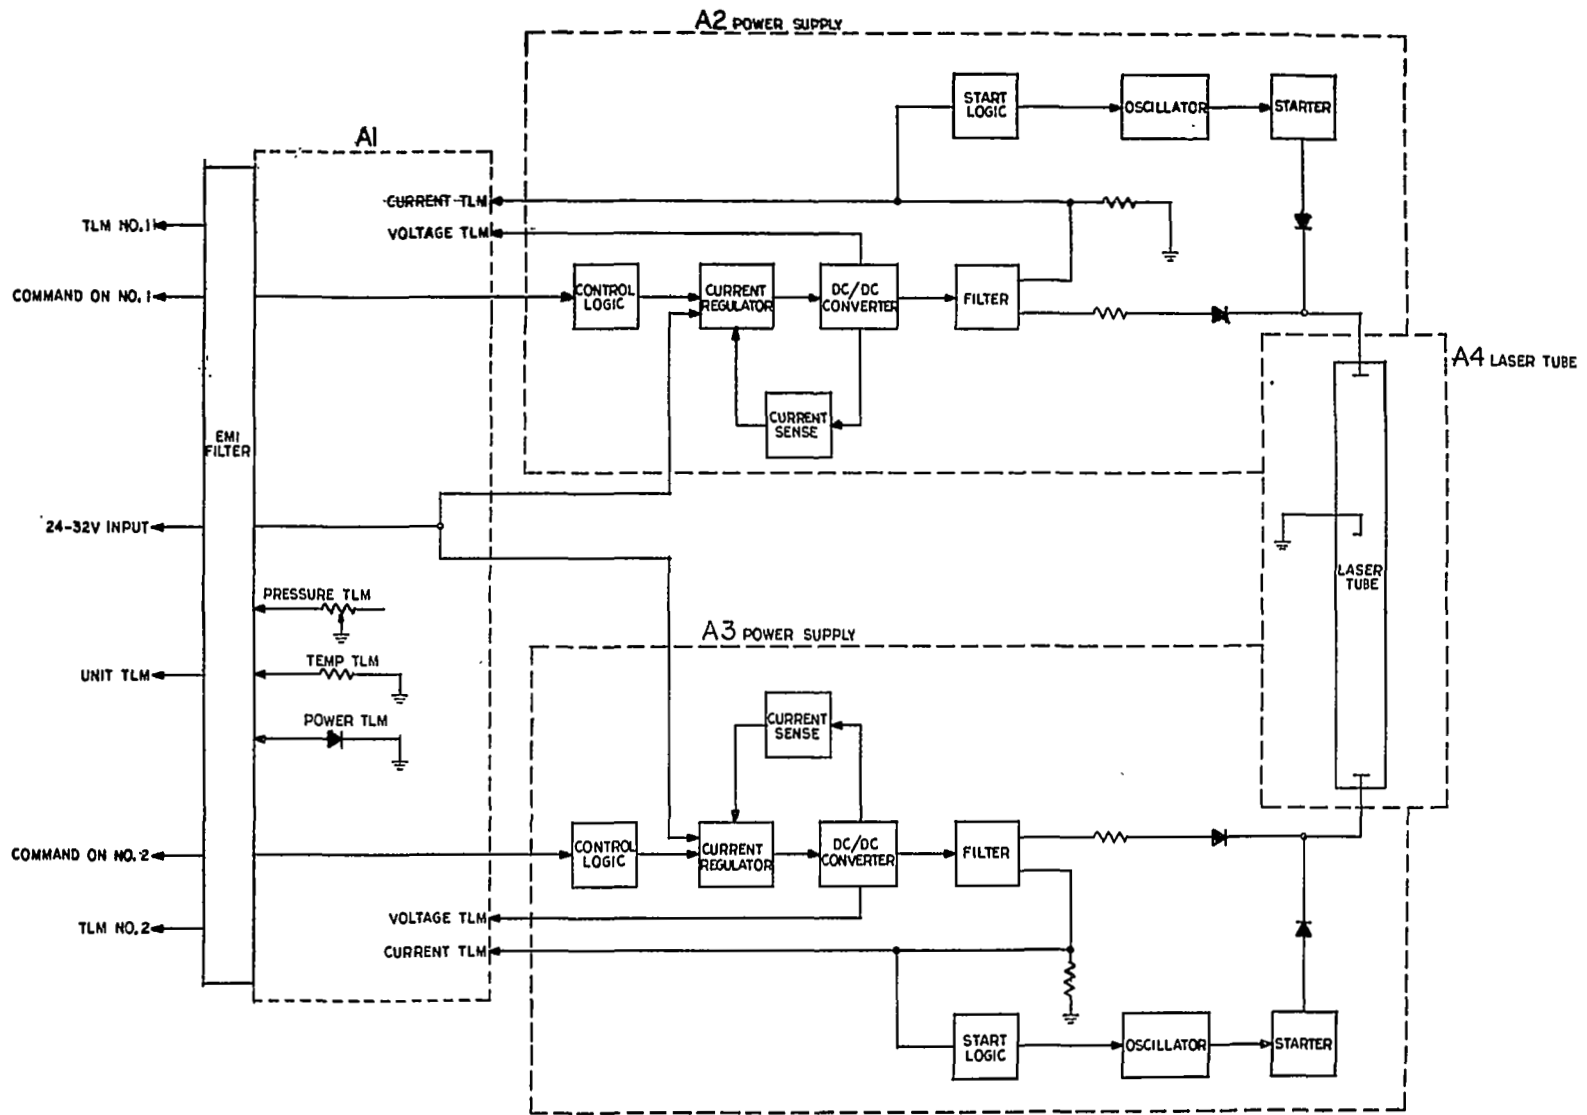 A2 POWER SUPPLY
START LOGIC
OSCILLATOR
STARTER
A1
CURRENT TLM
TLM NO.1
VOLTAGE TLM
COMMAND ON NO.1
CONTROL LOGIC
CURRENT REGULATOR
DC/DC CONVERTER
FILTER
A4 LASER TUBE
CURRENT SENSE
EMI FILTER
24-32V INPUT
LASER TUBE
PRESSURE TLM
A3 POWER SUPPLY
TEMP TLM
UNIT TLM
POWER TLM
CURRENT SENSE
COMMAND ON NO.2
CONTROL LOGIC
CURRENT REGULATOR
DC/DC CONVERTER
FILTER
VOLTAGE TLM
TLM NO.2
CURRENT TLM
START LOGIC
OSCILLATOR
STARTER